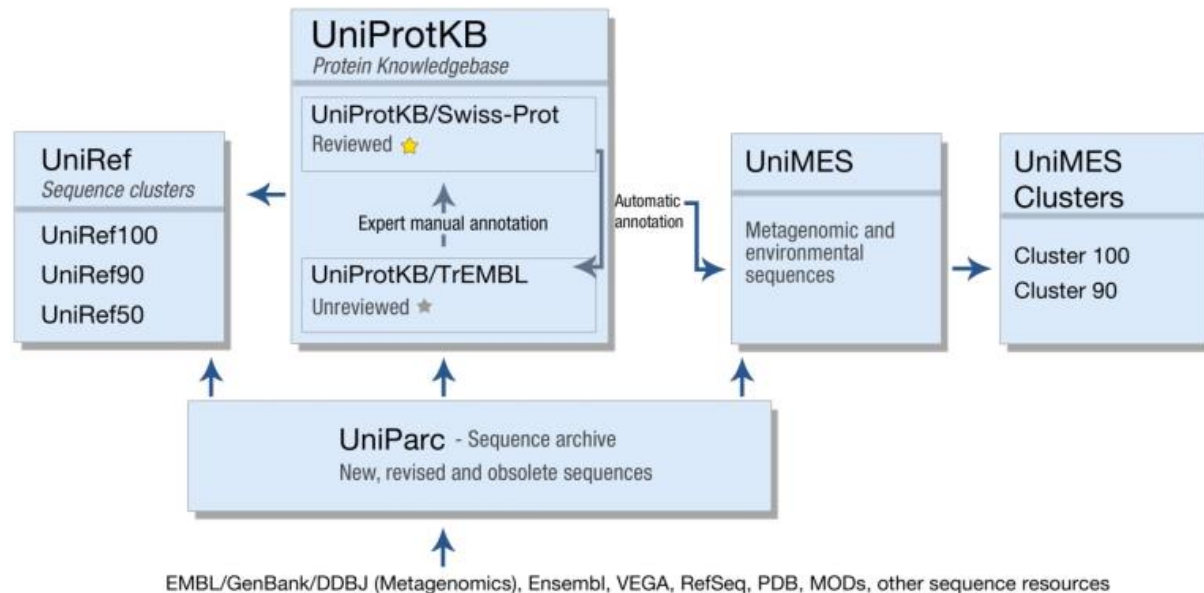 UniProtKB
Protein Knowledgebase
UniProtKB/Swiss-Prot
Reviewed
Expert manual annotation
UniProtKB/TrEMBL
Unreviewed
UniRef
Sequence clusters
UniRef100
UniRef90
UniRef50
Automatic
annotation
UniMES
Metagenomic and
environmental
sequences
UniMES
Clusters
Cluster 100
Cluster 90
UniParc - Sequence archive
New, revised and obsolete sequences
EMBL/GenBank/DDBJ (Metagenomics), Ensembl, VEGA, RefSeq, PDB, MODs, other sequence resources